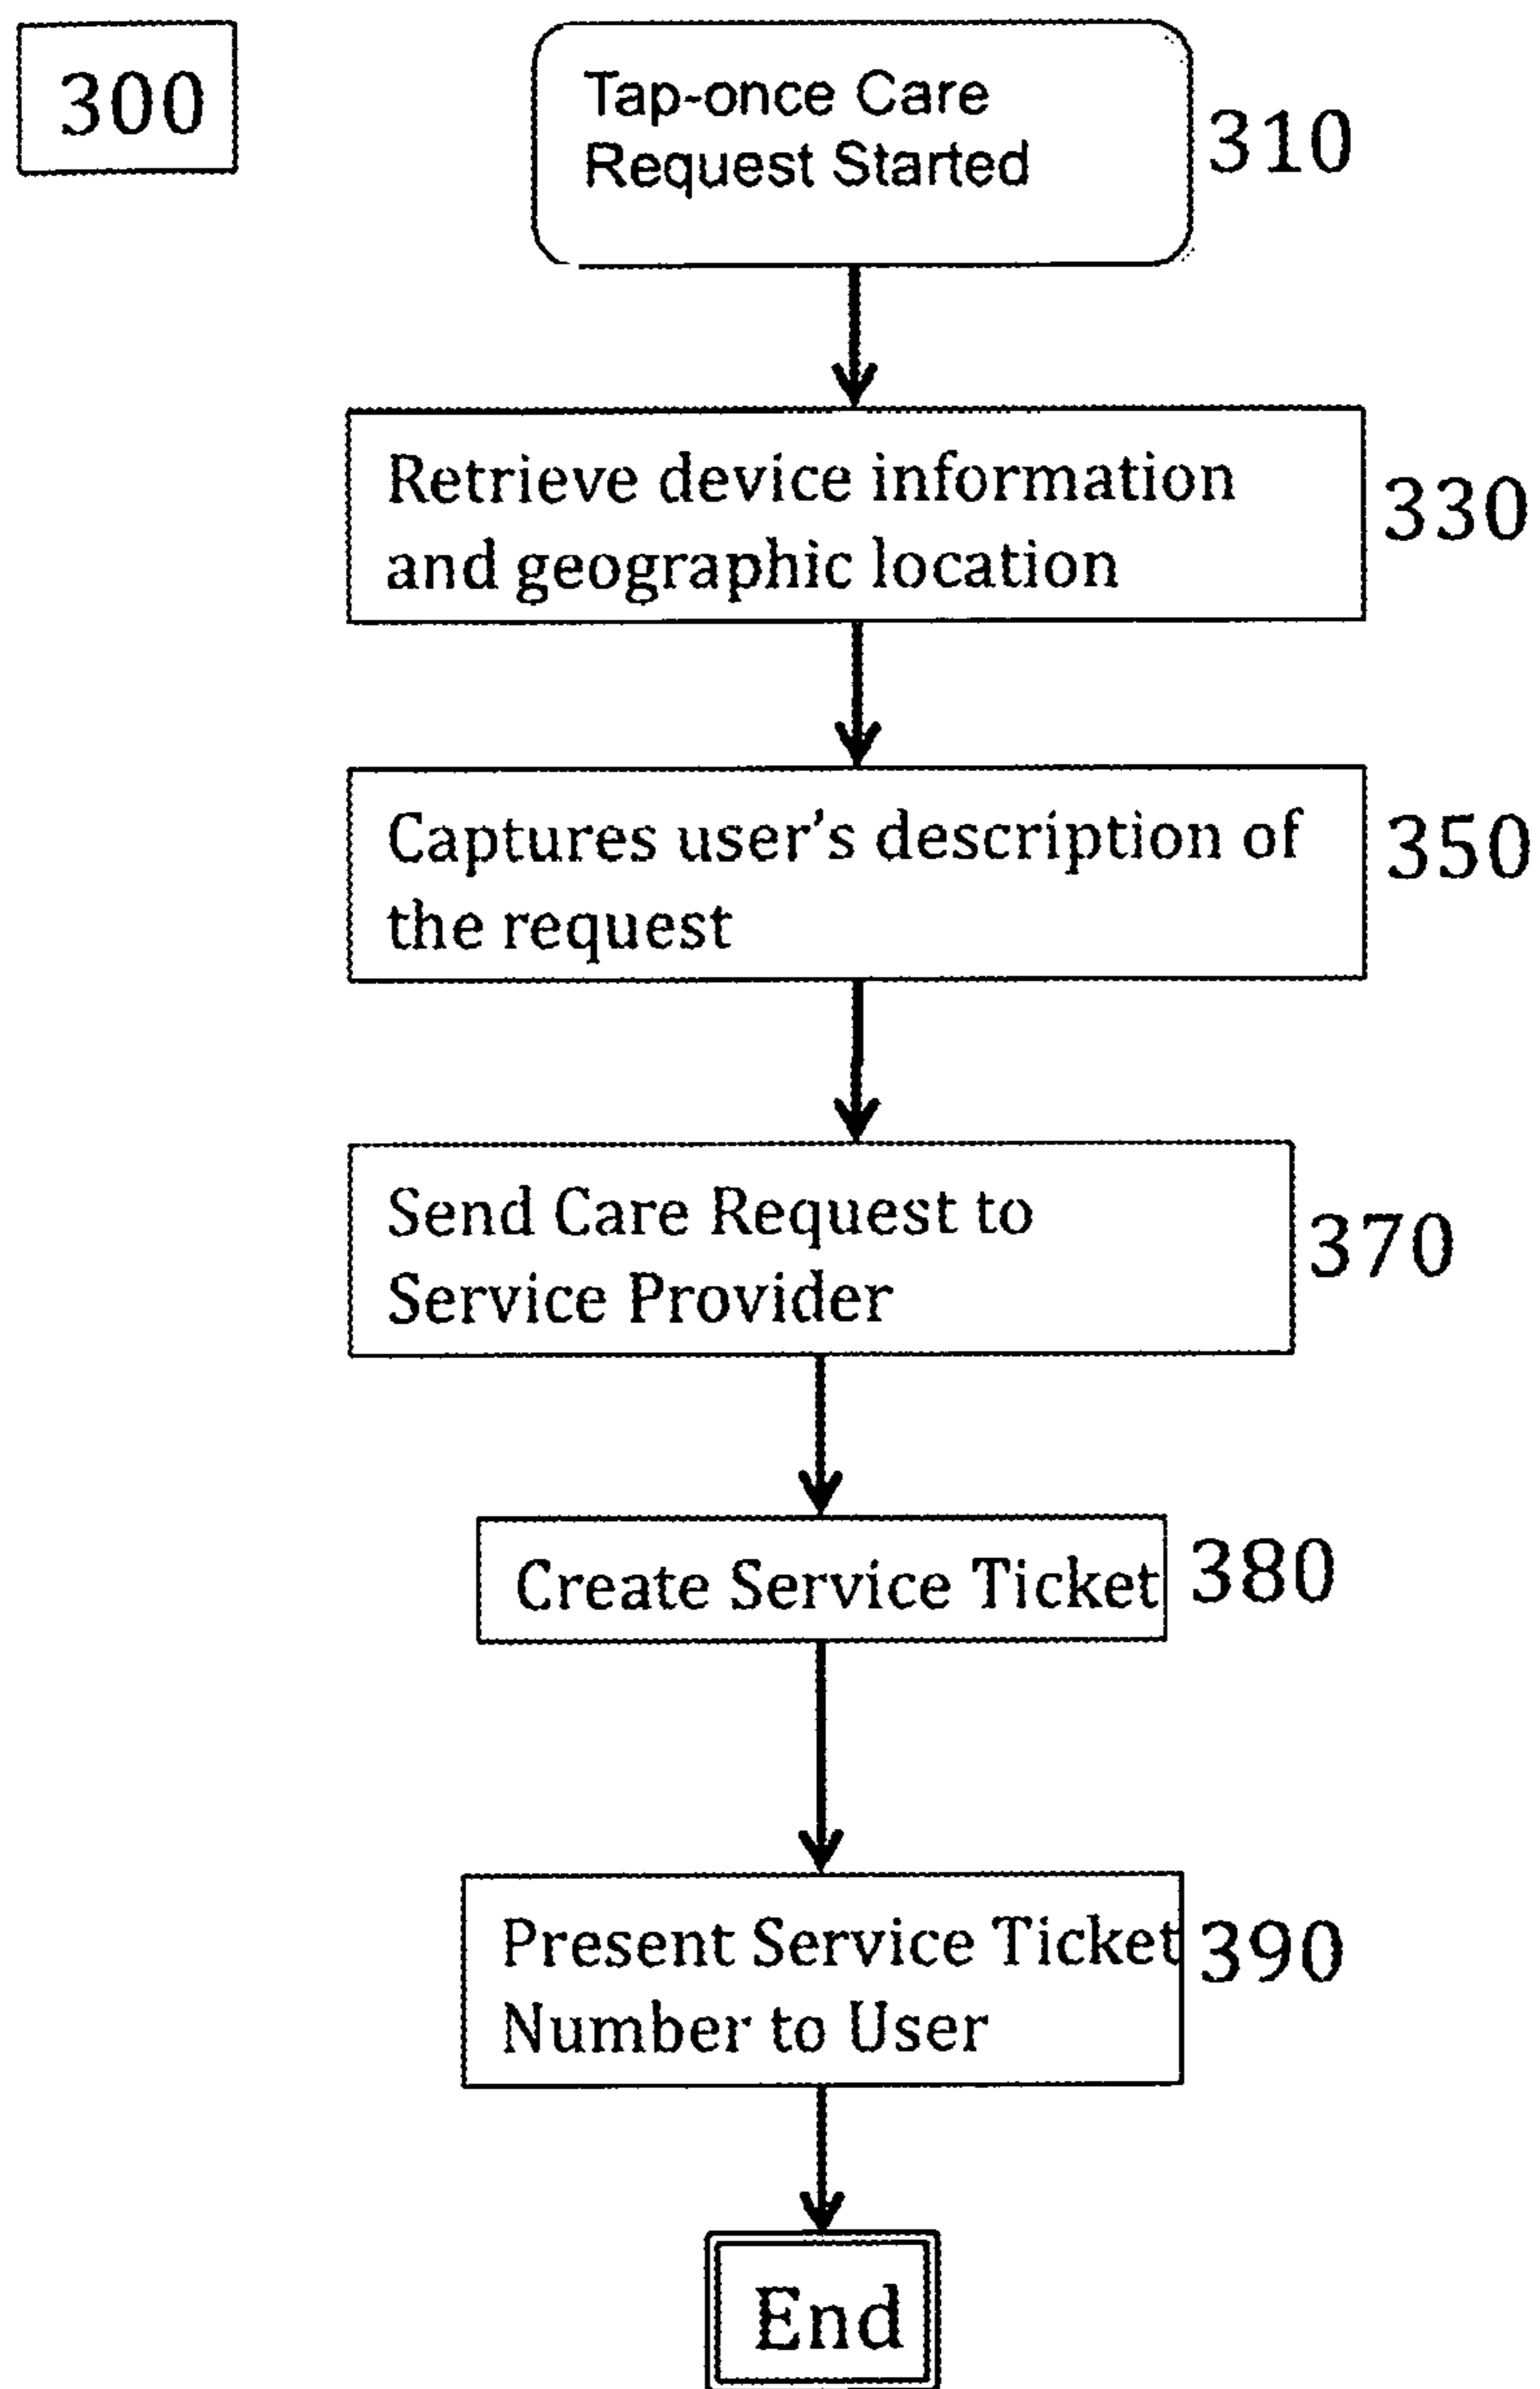 300
Tap-once Care
Request Started
310
Retrieve device information
and geographic location
330
Captures user's description of
the request
350
Send Care Request to
Service Provider
370
Create Service Ticket
380
Present Service Ticket
Number to User
390
End